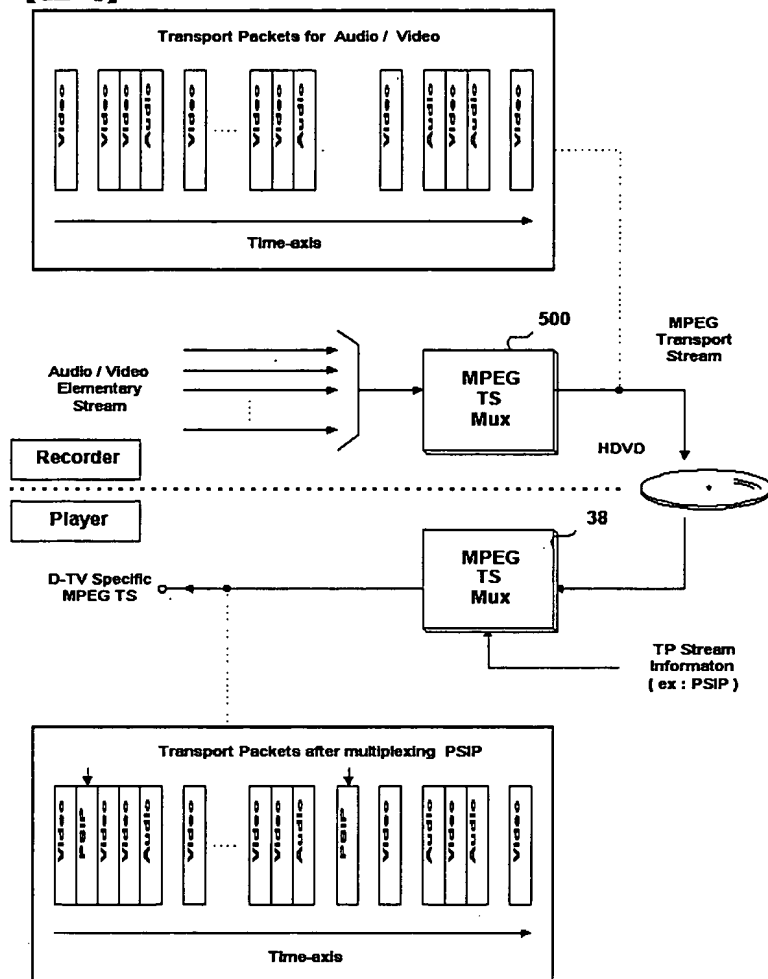 Transport Packets for Audio / Video
Video
Video
Video
Audio
Video
Video
Video
Audio
Video
Audio
Video
Audio
Video
Time-axis
500
MPEG
Transport
Stream
Audio / Video
Elementary
Stream
MPEG
TS
Mux
HDVD
Recorder
Player
38
D-TV Specific
MPEG TS
MPEG
TS
Mux
TP Stream
Informaton
( ex : PSIP )
Transport Packets after multiplexing PSIP
Video
PSIP
Video
Video
Audio
Video
Video
Video
Audio
PSIP
Video
Audio
Video
Audio
Video
Time-axis